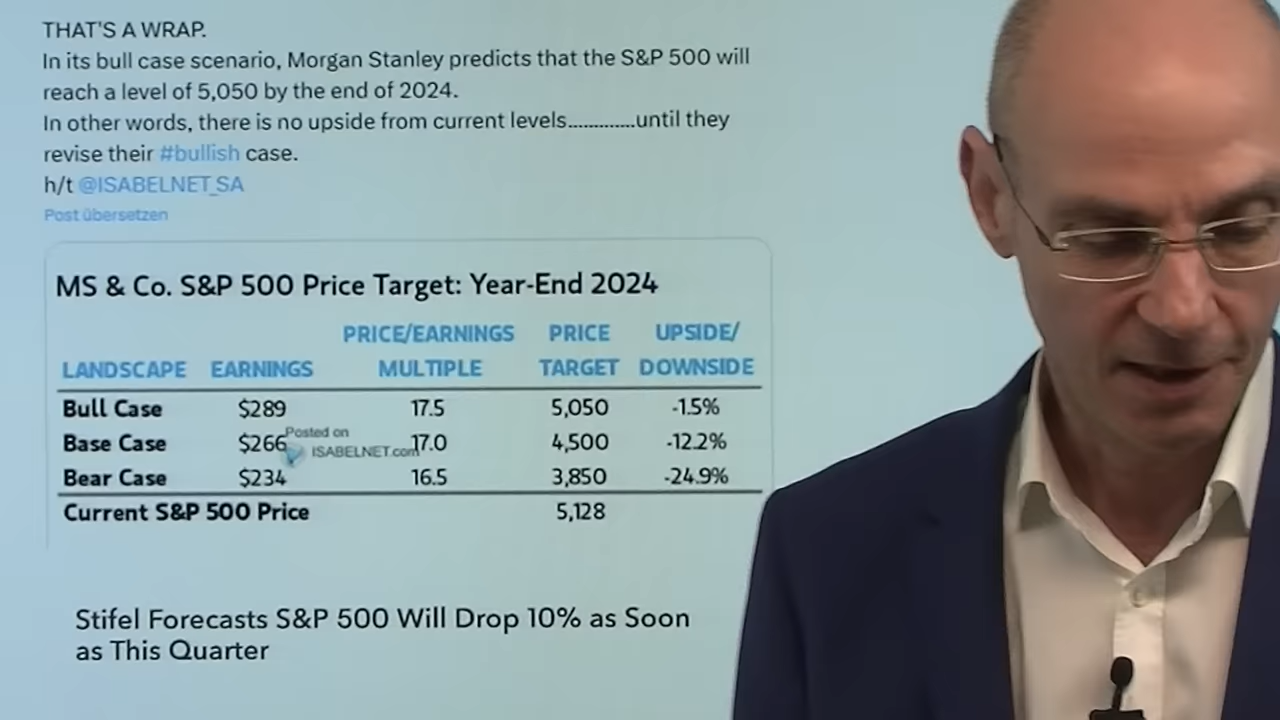 THAT'S A WRAP.
In its bull case scenario, Morgan Stanley predicts that the S&P 500 will
reach a level of 5,050 by the end of 2024.
In other words, there is no upside from current levels.............until they
revise their #bullish case.
h/t @ISABELNET_SA
Post übersetzen
MS & Co. S&P 500 Price Target: Year-End 2024
PRICE/EARNINGS PRICE UPSIDE/
LANDSCAPE EARNINGS MULTIPLE TARGET DOWNSIDE
Bull Case $289 17.5 5,050 -1.5%
Base Case $266 17.0 4,500 -12.2%
Posted on
ISABELNET.com
Bear Case $234 16.5 3,850 -24.9%
Current S&P 500 Price 5,128
Stifel Forecasts S&P 500 Will Drop 10% as Soon
as This Quarter